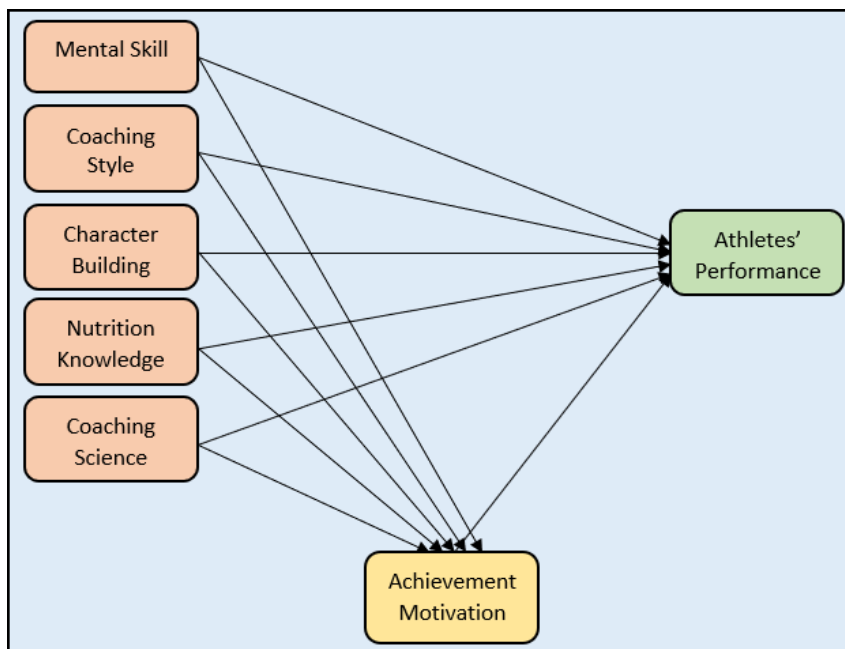 Mental Skill
Coaching
Style
Character
Building
Nutrition
Knowledge
Coaching
Science
Athletes’
Performance
Achievement
Motivation